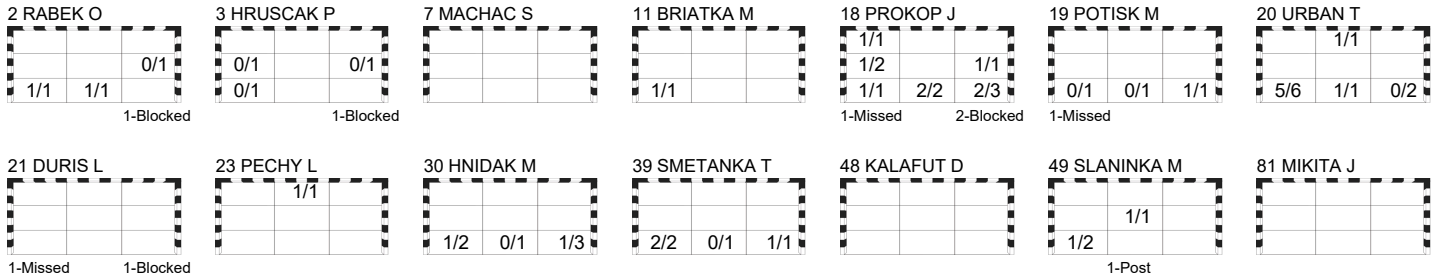 2 RABEK O 3 HRUSCAK P 7 MACHAC S 11 BRIATKA M 18 PROKOP J 19 POTISK M 20 URBAN T
1/1 1/1
0/1 0/1 0/1 1/2 1/1
1/1 1/1 0/1 1/1 1/1 2/2 2/3 0/1 0/1 1/1 5/6 1/1 0/2
1-Blocked 1-Blocked 1-Missed 2-Blocked 1-Missed
21 DURIS L 23 PECHY L 30 HNIDAK M 39 SMETANKA T 48 KALAFUT D 49 SLANINKA M 81 MIKITA J
1/1
1/1
1/2 0/1 1/3 2/2 0/1 1/1 1/2
1-Missed 1-Blocked 1-Post